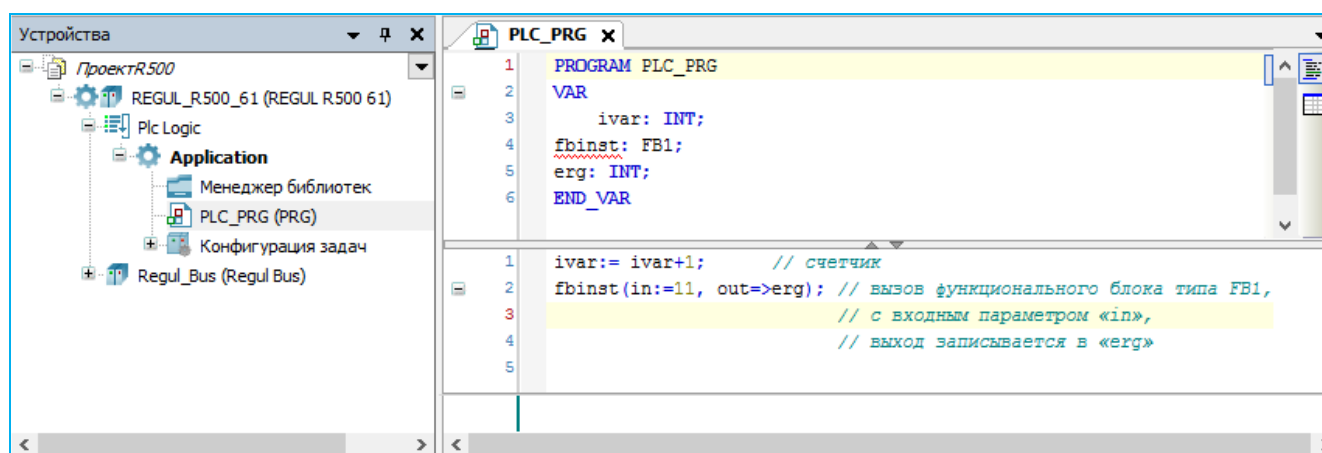 Устройства
ПроектR500
REGUL_R500_61 (REGUL R500 61)
Plc Logic
Application
Менеджер библиотек
PLC_PRG (PRG)
Конфигурация задач
Regul_Bus (Regul Bus)
PLC_PRG
1 PROGRAM PLC_PRG
2 VAR
3 ivar: INT;
4 fbinst: FB1;
5 erg: INT;
6 END_VAR
1 ivar:= ivar+1; // счетчик
2 fbinst(in:=11, out=>erg); // вызов функционального блока типа FB1,
3 // с входным параметром «in»,
4 // выход записывается в «erg»
5